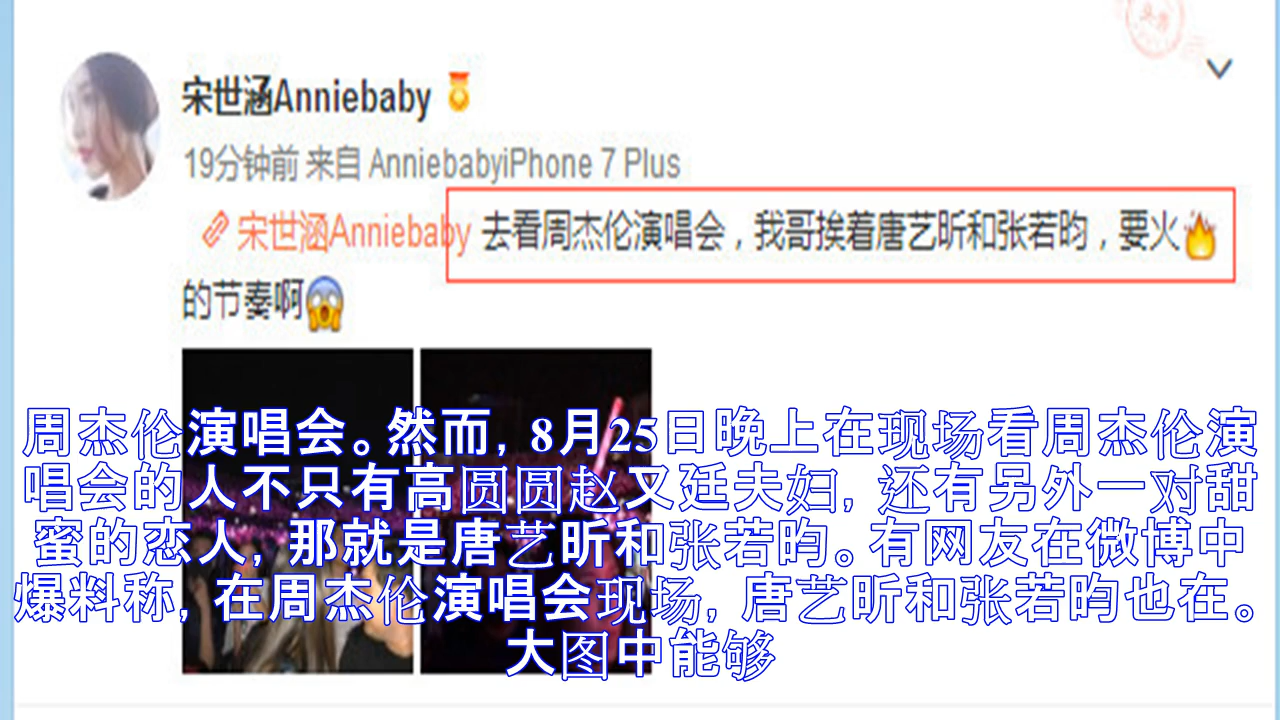 宋世涵Anniebaby
19分钟前 来自 AnniebabyiPhone 7 Plus
宋世涵Anniebaby 去看周杰伦演唱会，我哥挨着唐艺昕和张若昀，要火
的节奏啊
周杰伦演唱会。然而，8月25日晚上在现场看周杰伦演
唱会的人不只有高圆圆赵又廷夫妇，还有另外一对甜
蜜的恋人，那就是唐艺昕和张若昀。有网友在微博中
爆料称，在周杰伦演唱会现场，唐艺昕和张若昀也在。
大图中能够